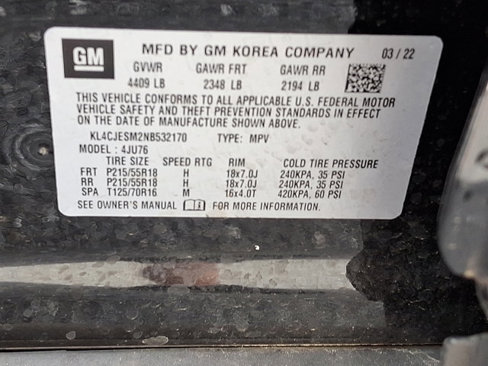 GM MFD BY GM KOREA COMPANY 03/22
GVWR GAWR FRT GAWR RR
4409 LB 2348 LB 2194 LB
THIS VEHICLE CONFORMS TO ALL APPLICABLE U.S. FEDERAL MOTOR
VEHICLE SAFETY AND THEFT PREVENTION STANDARDS IN EFFECT
ON THE DATE OF MANUFACTURE SHOWN ABOVE.
KL4CJESM2NB532170 TYPE: MPV
MODEL: 4JU76
TIRE SIZE SPEED RTG RIM COLD TIRE PRESSURE
FRT P215/55R18 H 18x7.0J 240KPA, 35 PSI
RR P215/55R18 H 18x7.0J 240KPA, 35 PSI
SPA T125/70R16 M 16x4.0T 420KPA, 60 PSI
SEE OWNER'S MANUAL FOR MORE INFORMATION.